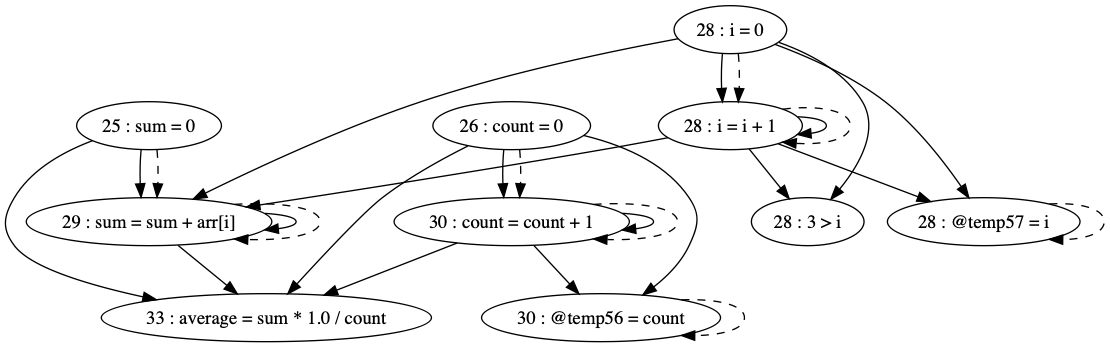 28 : i = 0
25 : sum = 0
26 : count = 0
28 : i = i + 1
29 : sum = sum + arr[i]
30 : count = count + 1
28 : 3 > i
28 : @temp57 = i
33 : average = sum * 1.0 / count
30 : @temp56 = count